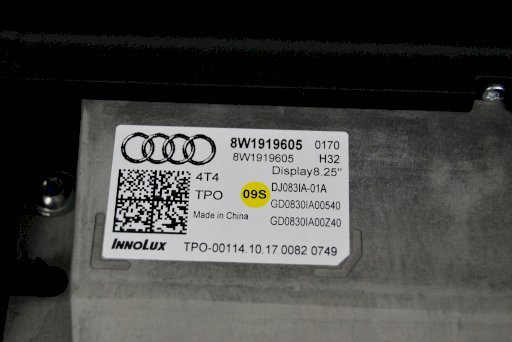 8W1919605 0170
8W1919605 H32
Display8.25"
4T4
TPO 09S DJ083IA-01A
GD0830IA00540
Made in China GD0830IA00Z40
INNOLUX TPO-00114.10.17 0082 0749